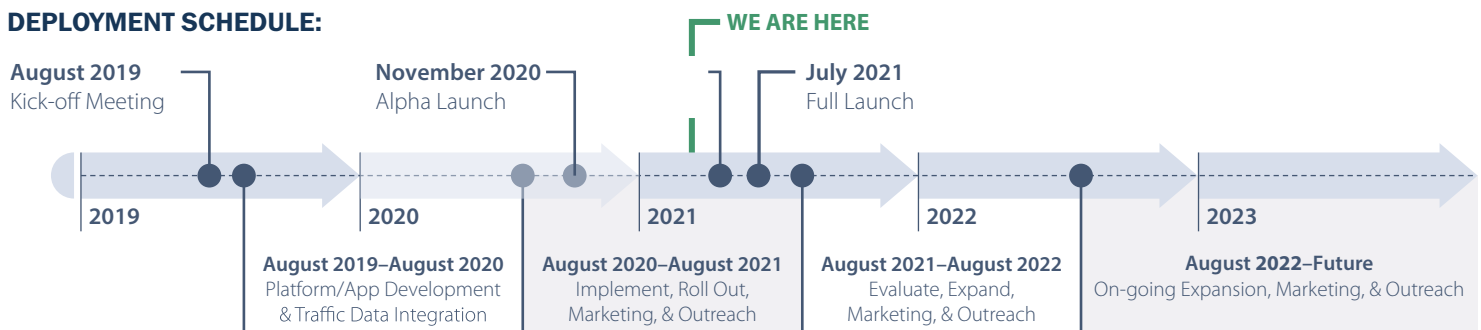 DEPLOYMENT SCHEDULE:
WE ARE HERE
August 2019
Kick-off Meeting
November 2020
Alpha Launch
July 2021
Full Launch
2019
2020
2021
2022
2023
August 2019–August 2020
Platform/App Development
& Traffic Data Integration
August 2020–August 2021
Implement, Roll Out,
Marketing, & Outreach
August 2021–August 2022
Evaluate, Expand,
Marketing, & Outreach
August 2022–Future
On-going Expansion, Marketing, & Outreach